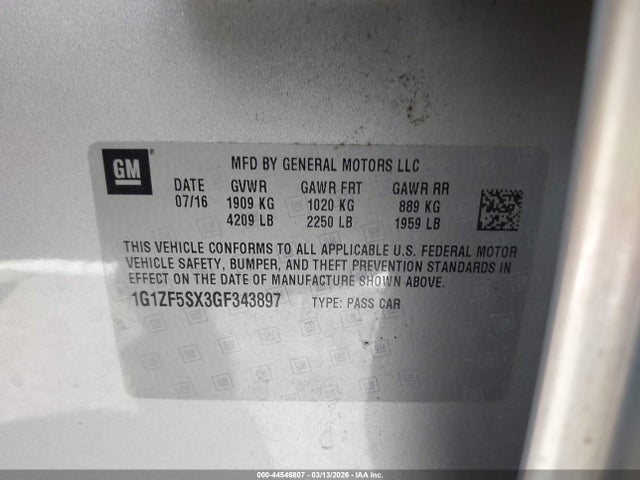 GM
MFD BY GENERAL MOTORS LLC
DATE GVWR GAWR FRT GAWR RR
07/16 1909 KG 1020 KG 889 KG
4209 LB 2250 LB 1959 LB
THIS VEHICLE CONFORMS TO ALL APPLICABLE U.S. FEDERAL MOTOR
VEHICLE SAFETY, BUMPER, AND THEFT PREVENTION STANDARDS IN
EFFECT ON THE DATE OF MANUFACTURE SHOWN ABOVE.
1G1ZF5SX3GF343897 TYPE: PASS CAR
000-44546807 - 03/13/2026 - IAA Inc.